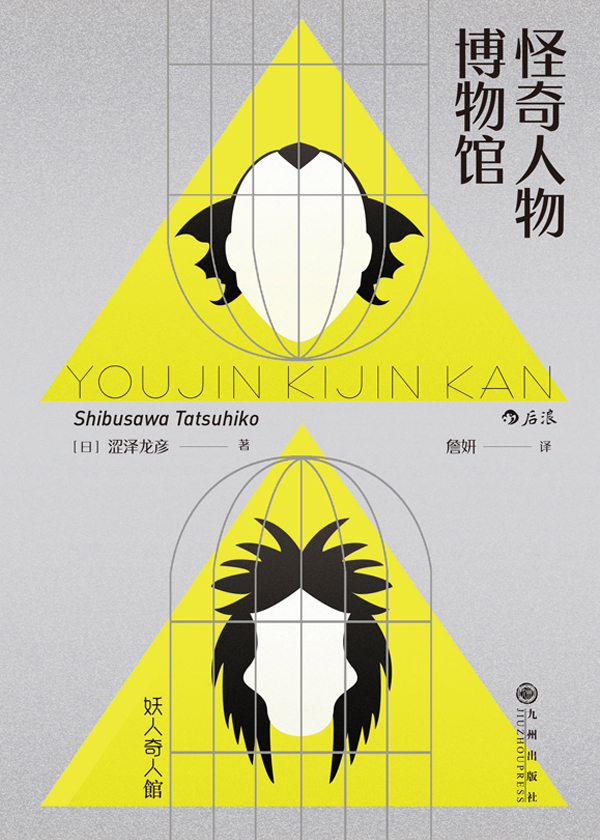 怪奇人物
博物馆
YOUJIN KIJIN KAN
Shibusawa Tatsuhiko
后浪
[日] 涩泽龙彦 —— 著
詹妍 —— 译
妖人奇人館
九州出版社
JIUZHOUPRESS